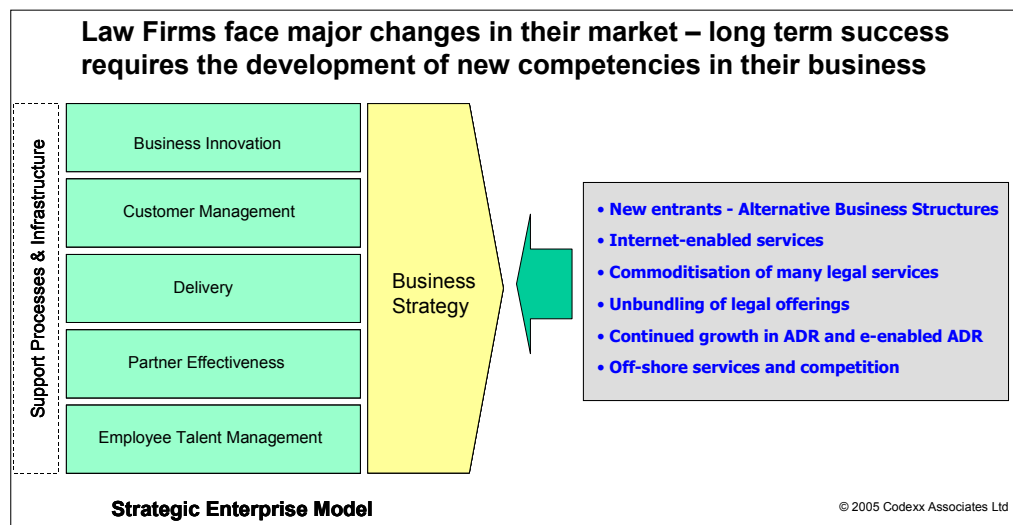 Law Firms face major changes in their market – long term success
requires the development of new competencies in their business
Support Processes & Infrastructure
Business Innovation
Customer Management
Delivery
Partner Effectiveness
Employee Talent Management
Business
Strategy
• New entrants - Alternative Business Structures
• Internet-enabled services
• Commoditisation of many legal services
• Unbundling of legal offerings
• Continued growth in ADR and e-enabled ADR
• Off-shore services and competition
Strategic Enterprise Model
© 2005 Codexx Associates Ltd